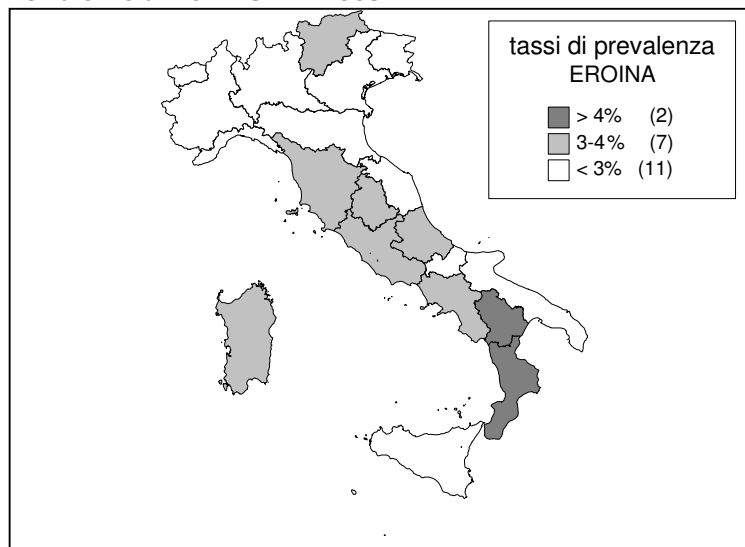 tassi di prevalenza
EROINA
> 4% (2)
3-4% (7)
< 3% (11)